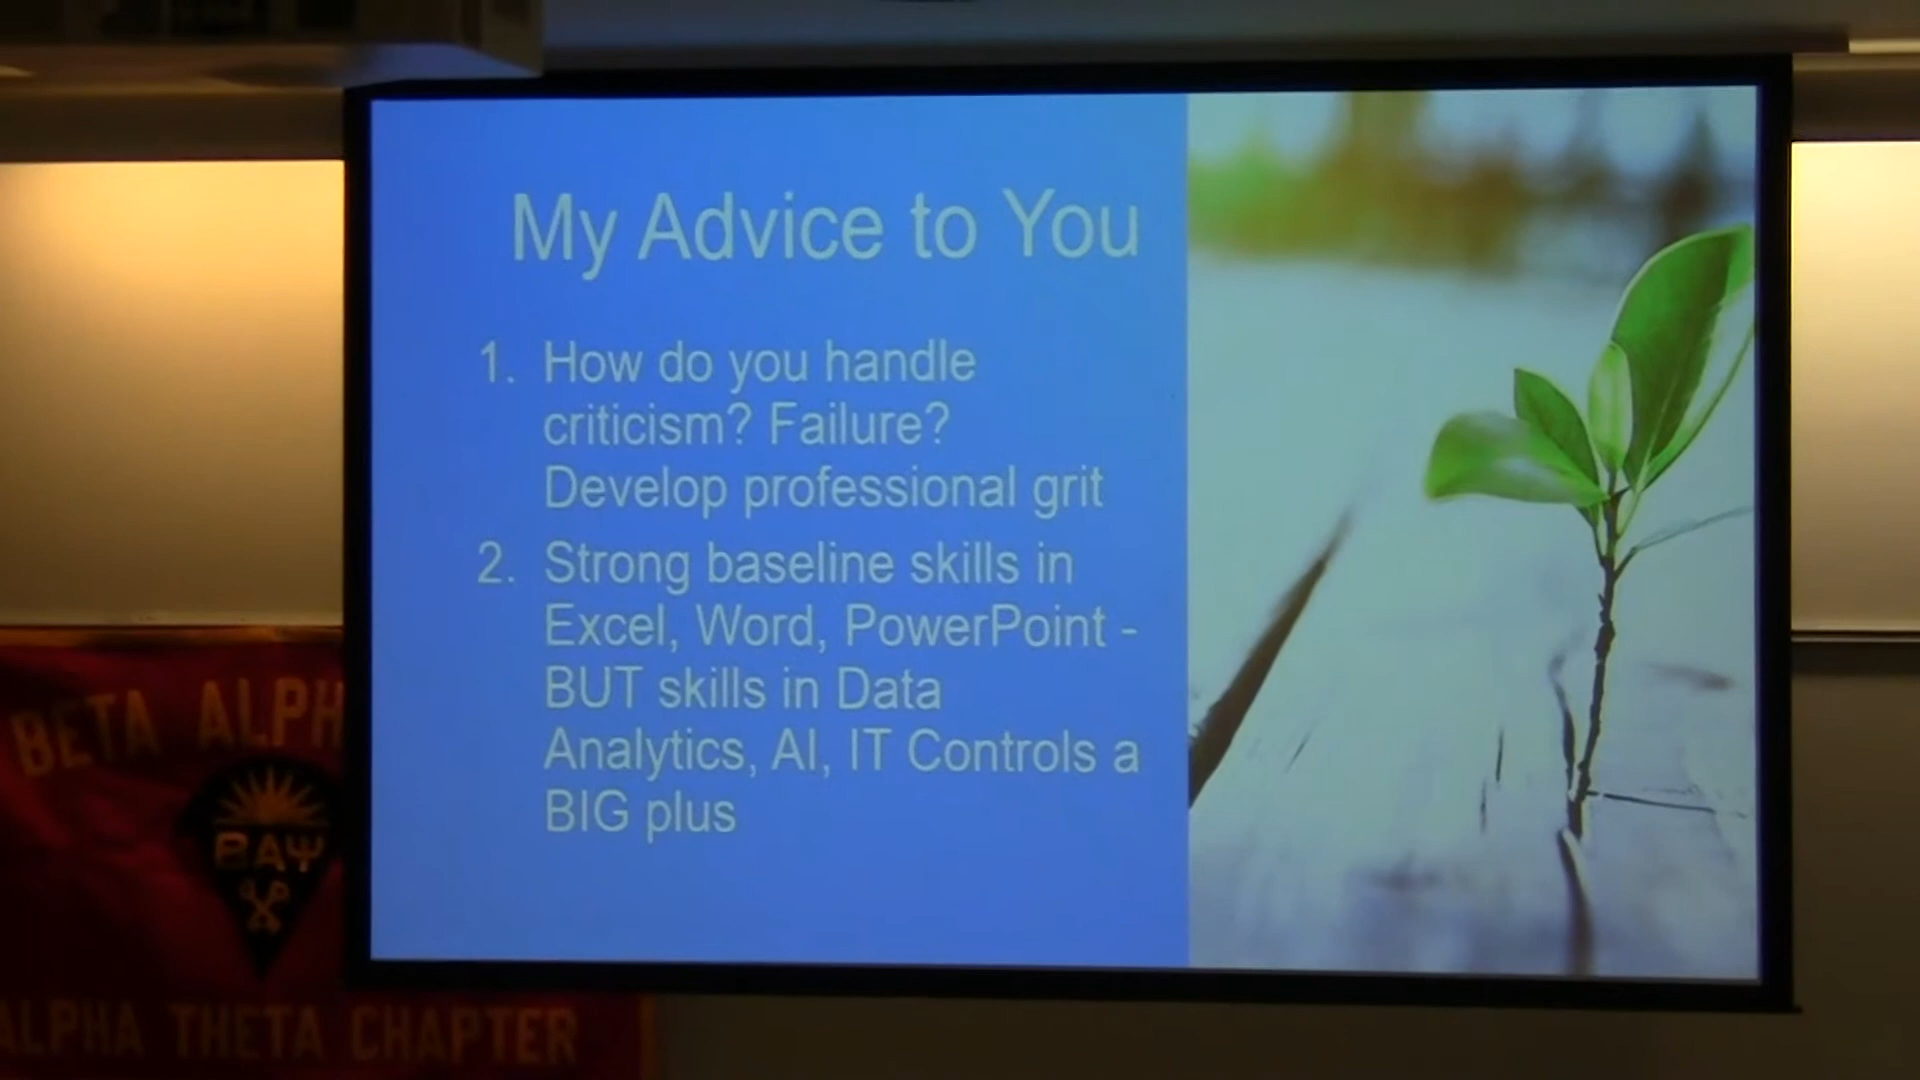 My Advice to You
1. How do you handle
criticism? Failure?
Develop professional grit
2. Strong baseline skills in
Excel, Word, PowerPoint -
BUT skills in Data
Analytics, AI, IT Controls a
BIG plus
BETA ALPH
ΒΑΨ
ALPHA THETA CHAPTER